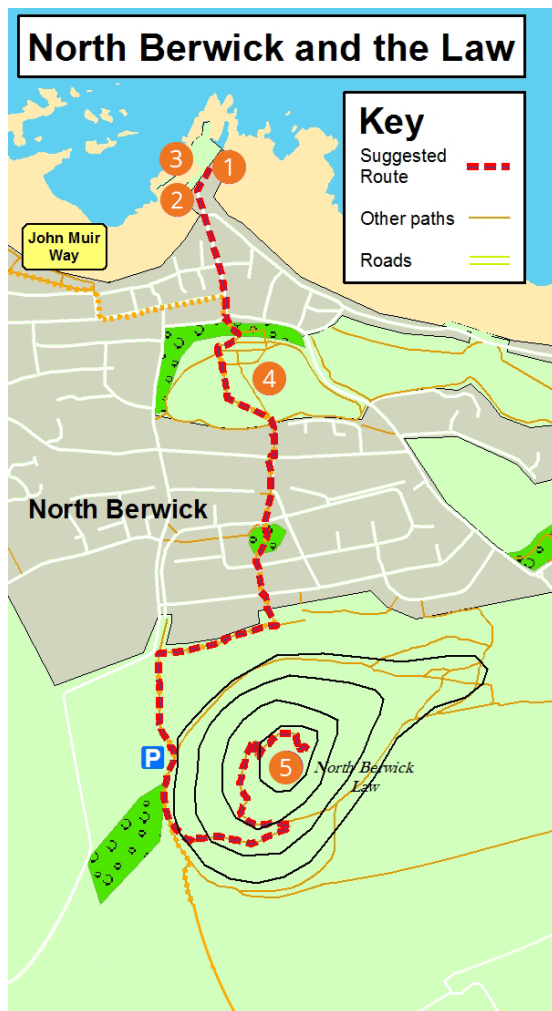 North Berwick and the Law
Key
Suggested
Route
Other paths
Roads
3
1
2
John Muir
Way
4
North Berwick
P
5
North Berwick
Law